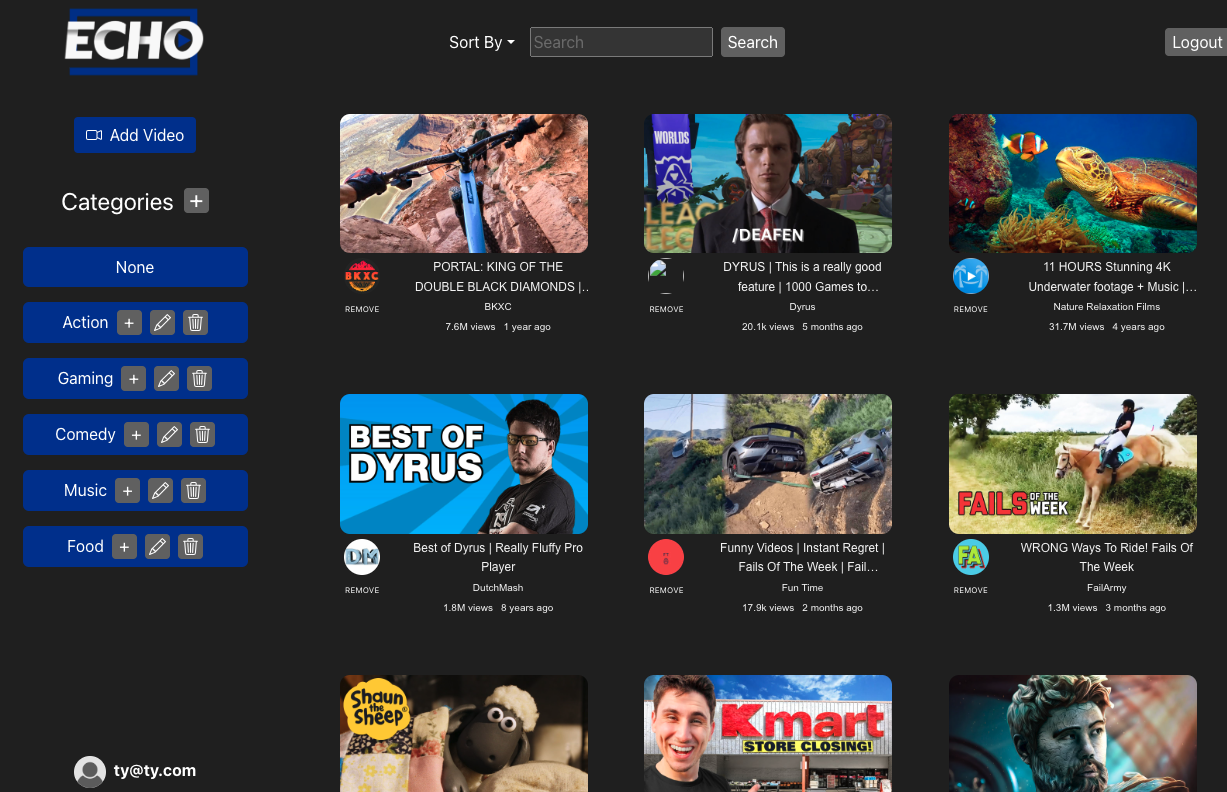 ECHO
Sort By
Search
Search
Logout
Add Video
Categories +
None
Action +
Gaming +
Comedy +
Music +
Food +
ty@ty.com
BKXC
PORTAL: KING OF THE
DOUBLE BLACK DIAMONDS |..
BKXC
REMOVE
7.6M views 1 year ago
WORLDS
LEAG
LEG
/DEAFEN
DYRUS | This is a really good
feature | 1000 Games to…
Dyrus
REMOVE
20.1k views 5 months ago
11 HOURS Stunning 4K
Underwater footage + Music |…
Nature Relaxation Films
REMOVE
31.7M views 4 years ago
BEST OF
DYRUS
DM
Best of Dyrus | Really Fluffy Pro
Player
DutchMash
REMOVE
1.8M views 8 years ago
Funny Videos | Instant Regret |
Fails Of The Week | Fail…
Fun Time
REMOVE
17.9k views 2 months ago
FAILS OF THE WEEK
FA
WRONG Ways To Ride! Fails Of
The Week
FailArmy
REMOVE
1.3M views 3 months ago
Shaun
the
Sheep
Kmart
STORE CLOSING!